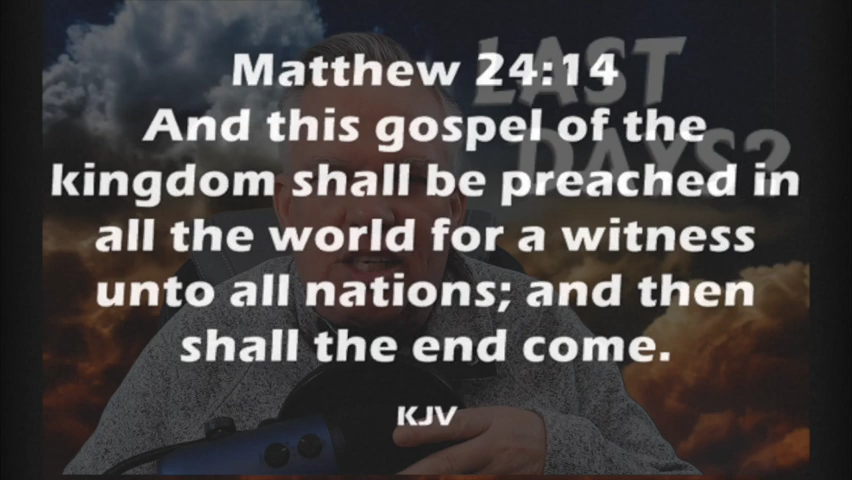 LAST
DAYS?
Matthew 24:14
And this gospel of the
kingdom shall be preached in
all the world for a witness
unto all nations; and then
shall the end come.
KJV